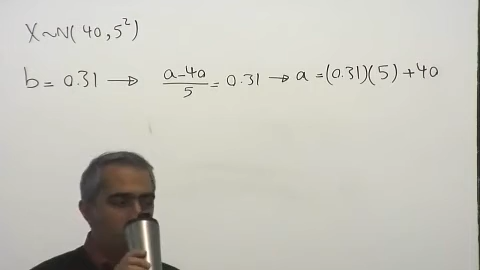 X~N(40,5²)
b = 0.31 → a-40/5 = 0.31 → a = (0.31)(5)+40